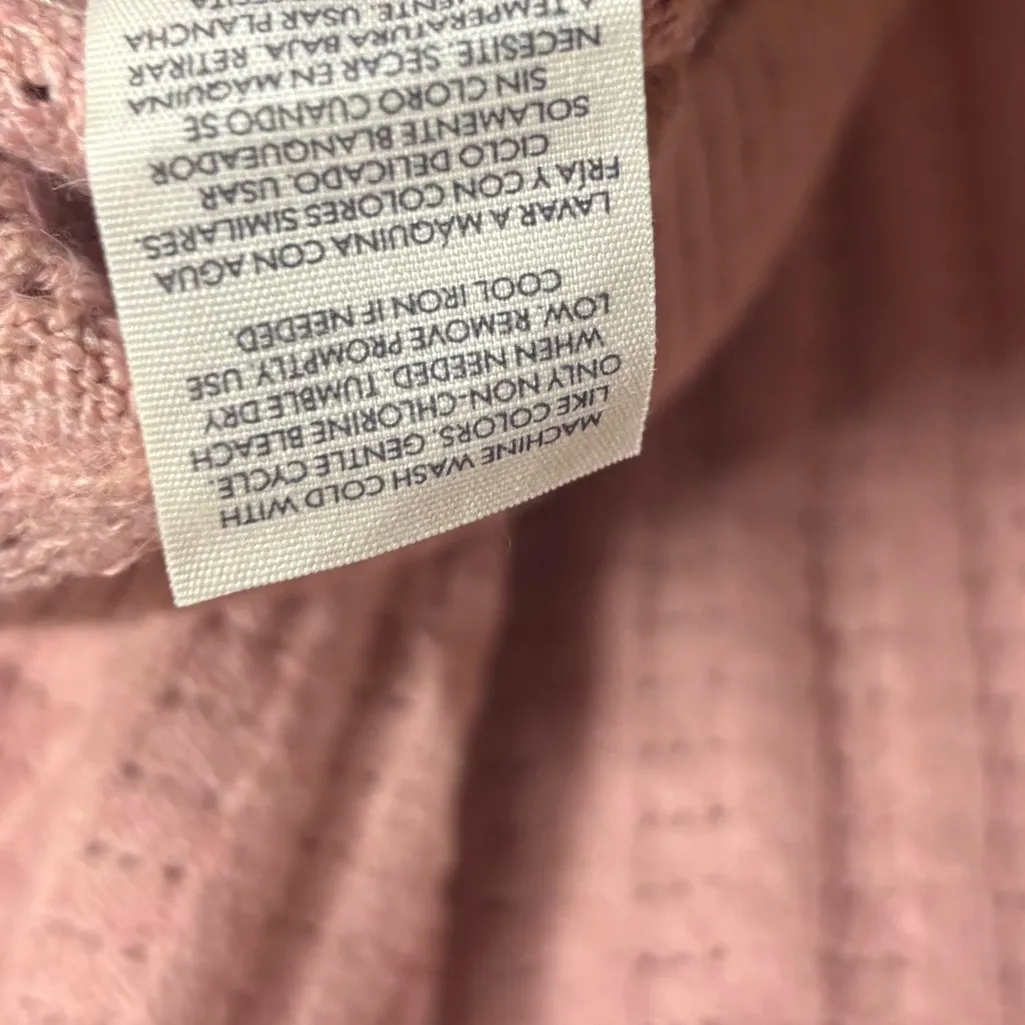 MACHINE WASH COLD WITH
LIKE COLORS. GENTLE CYCLE
ONLY NON-CHLORINE BLEACH
WHEN NEEDED. TUMBLE DRY
LOW. REMOVE PROMPTLY. USE
COOL IRON IF NEEDED.
LAVAR A MÁQUINA CON AGUA
FRÍA Y CON COLORES SIMILARES.
CICLO DELICADO. USAR
SOLAMENTE BLANQUEADOR
SIN CLORO CUANDO SE
NECESITE. SECAR EN MAQUINA
A TEMPERATURA BAJA. RETIRAR
USAR PLANCHA